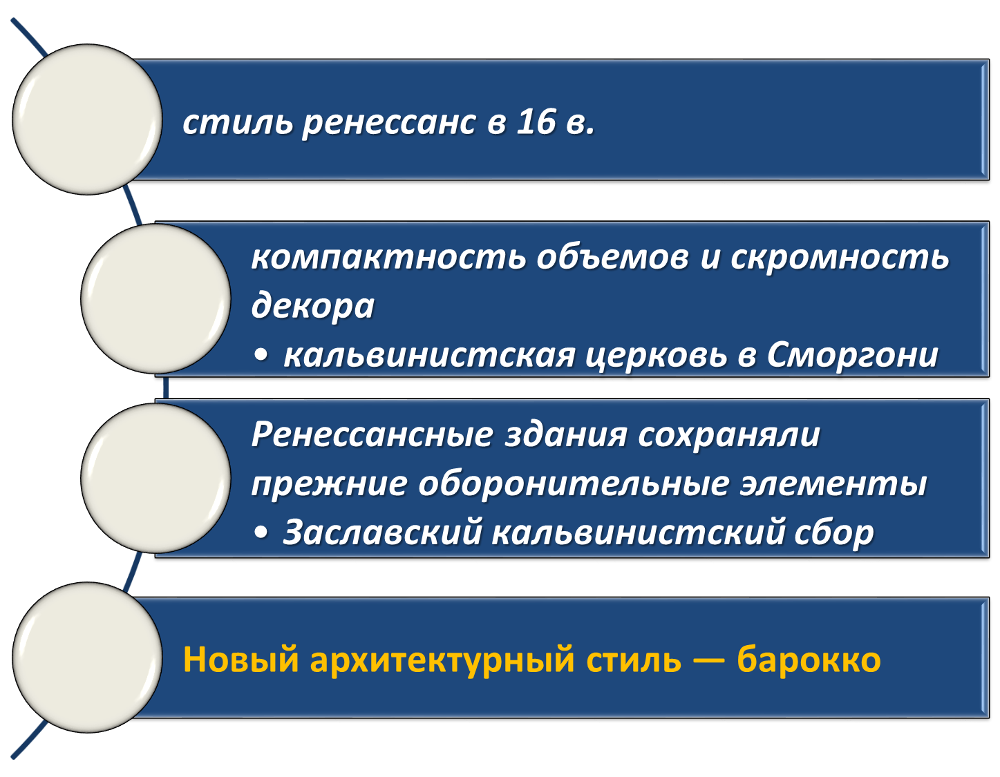 стиль ренессанс в 16 в.
компактность объемов и скромность
декора
• кальвинистская церковь в Сморгони
Ренессансные здания сохраняли
прежние оборонительные элементы
• Заславский кальвинистский сбор
Новый архитектурный стиль — барокко